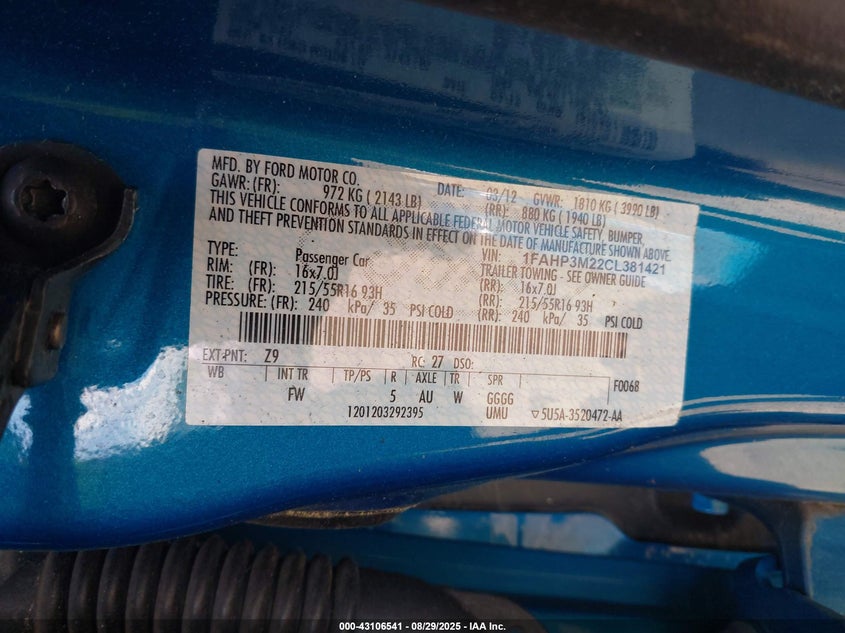 MFD. BY FORD MOTOR CO.
DATE: 03/12 GVWR: 1810 KG ( 3990 LB)
GAWR: (FR): 972 KG ( 2143 LB) (RR): 880 KG ( 1940 LB)
THIS VEHICLE CONFORMS TO ALL APPLICABLE FEDERAL MOTOR VEHICLE SAFETY, BUMPER,
AND THEFT PREVENTION STANDARDS IN EFFECT ON THE DATE OF MANUFACTURE SHOWN ABOVE.
VIN: 1FAHP3M22CL381421
TYPE: Passenger Car TRAILER TOWING - SEE OWNER GUIDE
RIM: (FR): 16x7.0J (RR): 16x7.0J
TIRE: (FR): 215/55R16 93H (RR): 215/55R16 93H
PRESSURE: (FR): 240 kPa/ 35 PSI COLD (RR): 240 kPa/ 35 PSI COLD
EXT PNT: Z9 RC: 27 DSO:
WB INT TR TP/PS R AXLE TR SPR F0068
FW 5 AU W GGGG
1201203292395 UMU ▽5U5A-3520472-AA
000-43106541 / 08/29/2025 - IAA Inc.